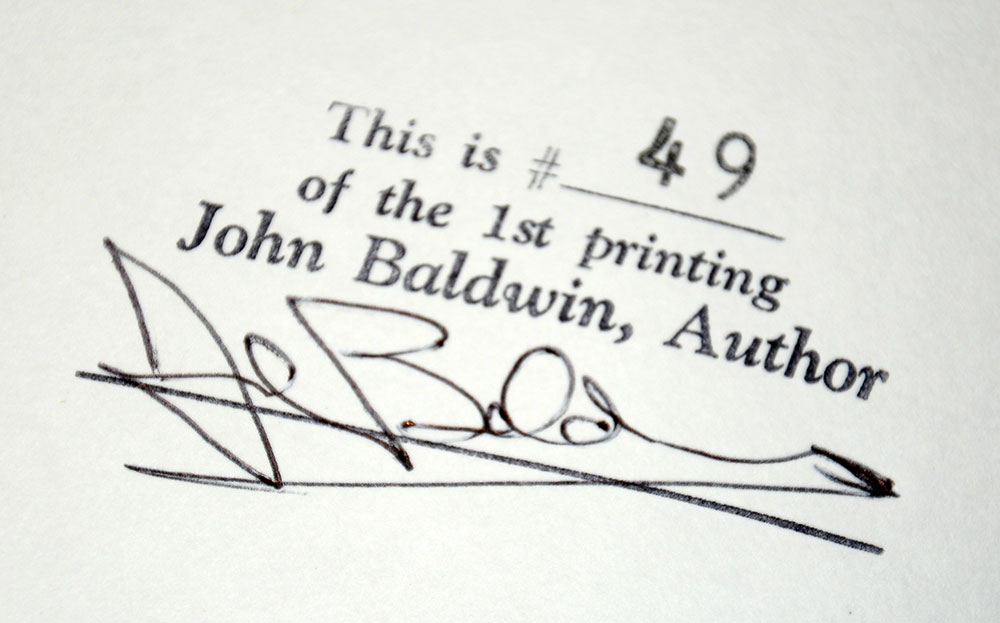 This is # 49
of the 1st printing
John Baldwin, Author